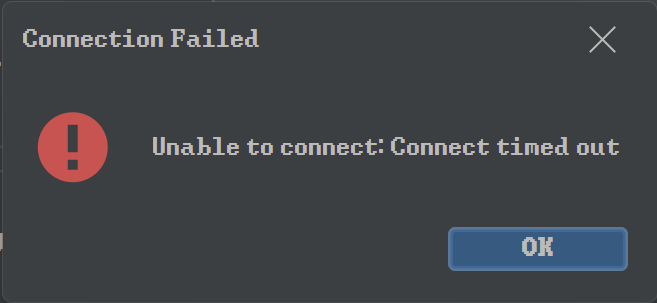 Connection Failed
Unable to connect: Connect timed out
OK